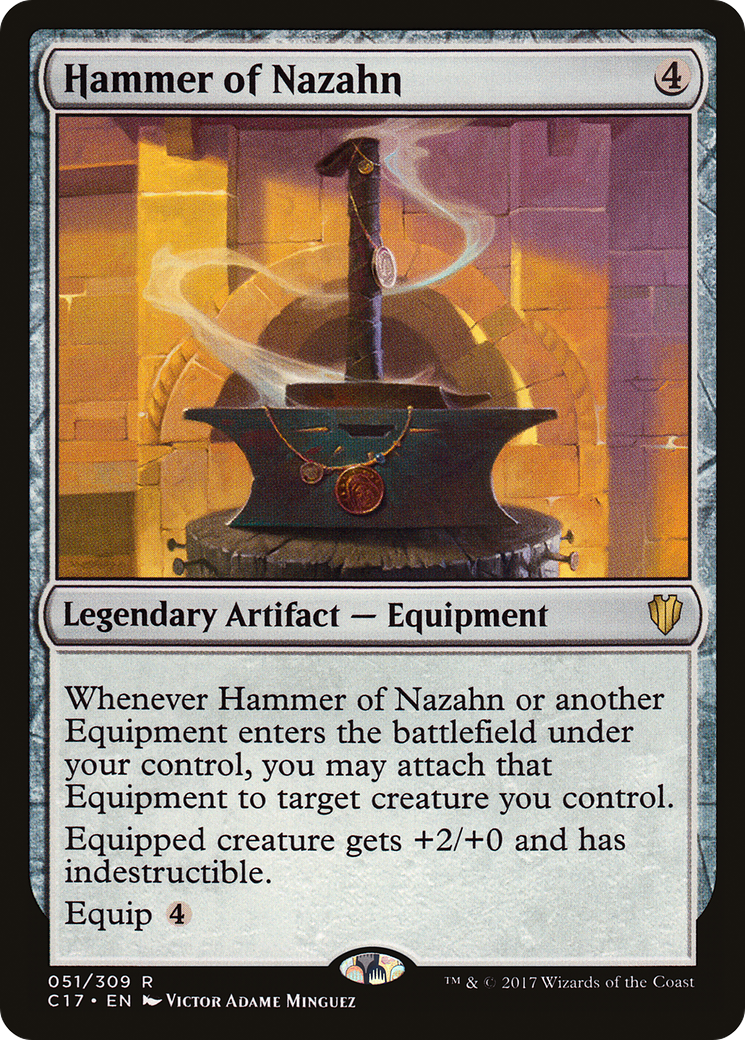 Hammer of Nazahn 4
Legendary Artifact — Equipment
Whenever Hammer of Nazahn or another
Equipment enters the battlefield under
your control, you may attach that
Equipment to target creature you control.
Equipped creature gets +2/+0 and has
indestructible.
Equip 4
051/309 R
™ & © 2017 Wizards of the Coast
C17 • EN Victor Adame Minguez